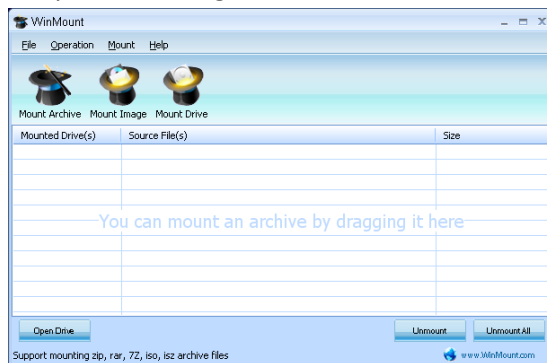 WinMount
File Operation Mount Help
Mount Archive Mount Image Mount Drive
Mounted Drive(s) Source File(s) Size
You can mount an archive by dragging it here
Open Drive Unmount Unmount All
Support mounting zip, rar, 7Z, iso, isz archive files www.WinMount.com